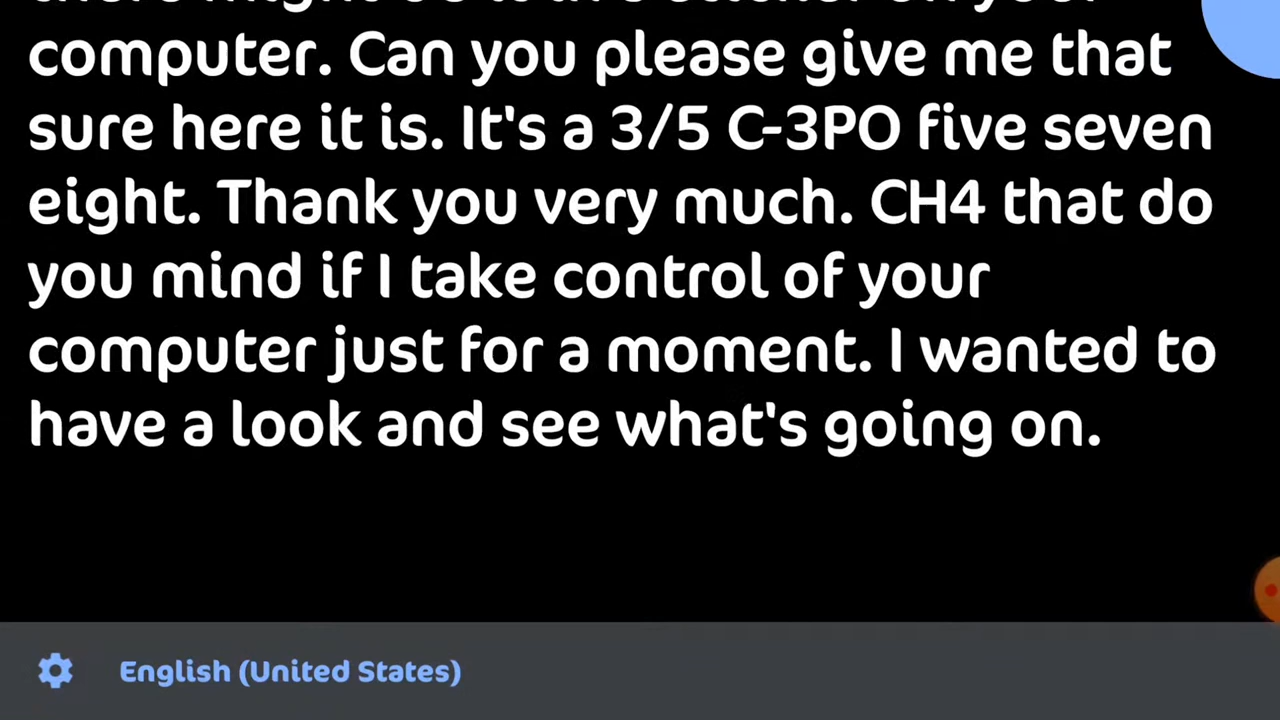 computer. Can you please give me that
sure here it is. It's a 3/5 C-3PO five seven
eight. Thank you very much. CH4 that do
you mind if I take control of your
computer just for a moment. I wanted to
have a look and see what's going on.
English (United States)